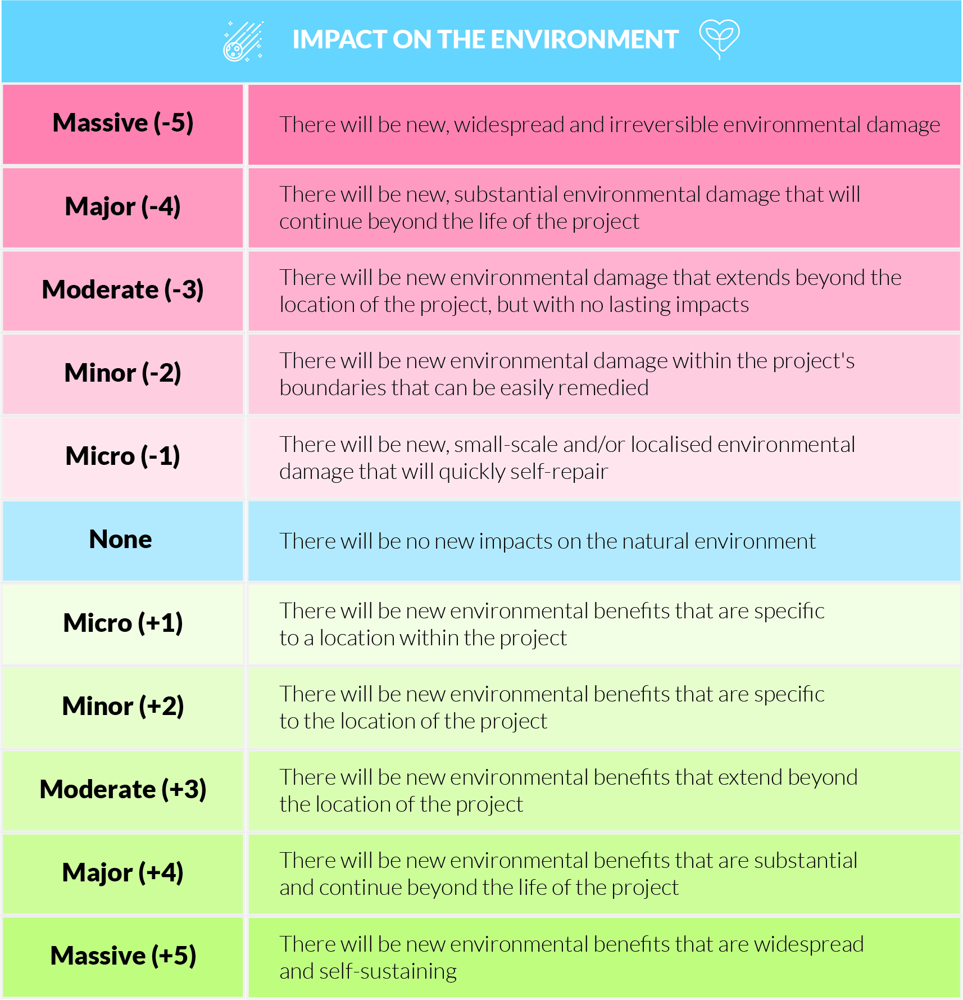 IMPACT ON THE ENVIRONMENT
Massive (-5)
There will be new, widespread and irreversible environmental damage
Major (-4)
There will be new, substantial environmental damage that will
continue beyond the life of the project
Moderate (-3)
There will be new environmental damage that extends beyond the
location of the project, but with no lasting impacts
Minor (-2)
There will be new environmental damage within the project's
boundaries that can be easily remedied
Micro (-1)
There will be new, small-scale and/or localised environmental
damage that will quickly self-repair
None
There will be no new impacts on the natural environment
Micro (+1)
There will be new environmental benefits that are specific
to a location within the project
Minor (+2)
There will be new environmental benefits that are specific
to the location of the project
Moderate (+3)
There will be new environmental benefits that extend beyond
the location of the project
Major (+4)
There will be new environmental benefits that are substantial
and continue beyond the life of the project
Massive (+5)
There will be new environmental benefits that are widespread
and self-sustaining